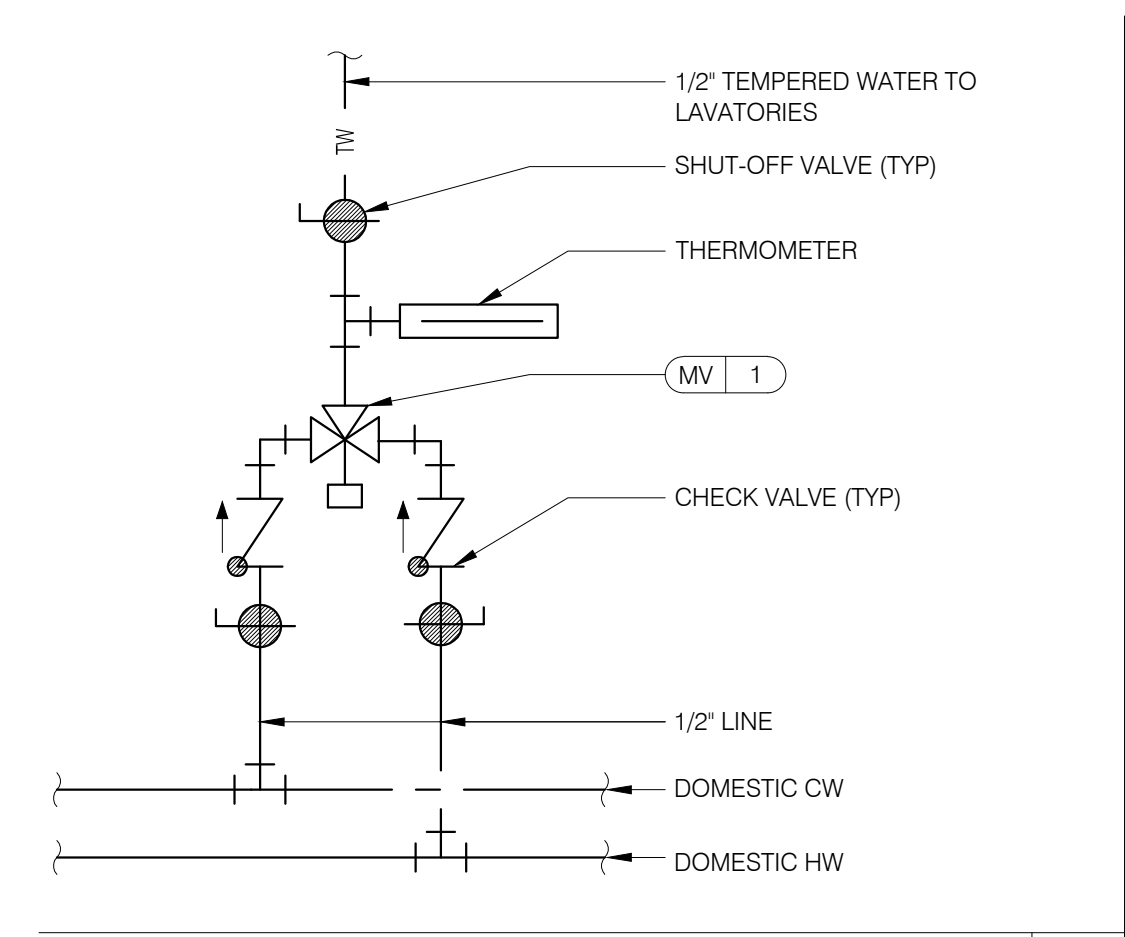 1/2" TEMPERED WATER TO
LAVATORIES
TW
SHUT-OFF VALVE (TYP)
THERMOMETER
MV 1
CHECK VALVE (TYP)
1/2" LINE
DOMESTIC CW
DOMESTIC HW